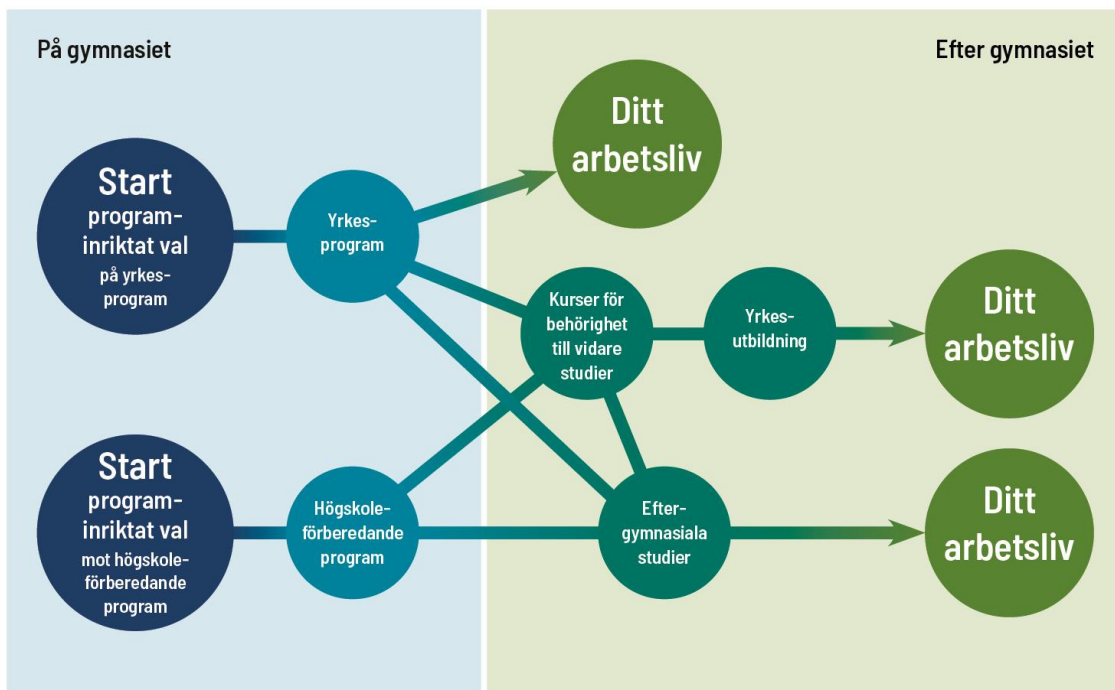 På gymnasiet
Efter gymnasiet
Start
program-
inriktat val
på yrkes-
program
Yrkes-
program
Ditt
arbetsliv
Kurser för
behörighet
till vidare
studier
Yrkes-
utbildning
Ditt
arbetsliv
Start
program-
inriktat val
mot högskole-
förberedande
program
Högskole-
förberedande
program
Efter-
gymnasiala
studier
Ditt
arbetsliv